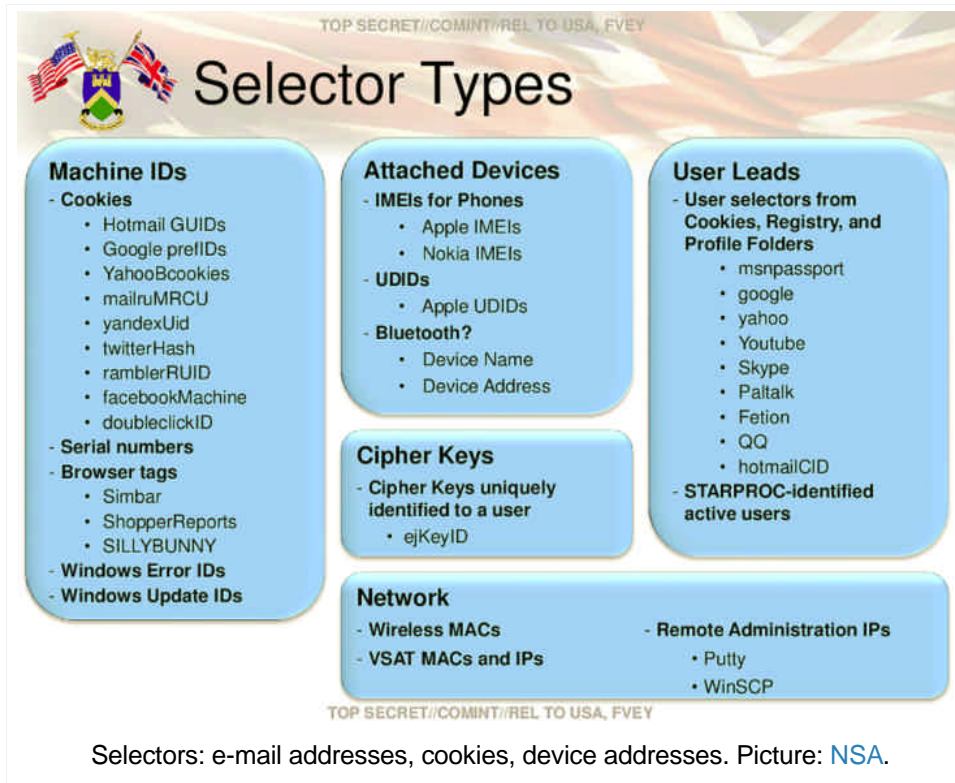 TOP SECRET//COMINT//REL TO USA, FVEY
Selector Types
Machine IDs
- Cookies
• Hotmail GUIDs
• Google prefIDs
• YahooBcookies
• mailruMRCU
• yandexUid
• twitterHash
• ramblerRUID
• facebookMachine
• doubleclickID
- Serial numbers
- Browser tags
• Simbar
• ShopperReports
• SILLYBUNNY
- Windows Error IDs
- Windows Update IDs
Attached Devices
- IMEIs for Phones
• Apple IMEIs
• Nokia IMEIs
- UDIDs
• Apple UDIDs
- Bluetooth?
• Device Name
• Device Address
Cipher Keys
- Cipher Keys uniquely
identified to a user
• ejKeyID
User Leads
- User selectors from
Cookies, Registry, and
Profile Folders
• msnpassport
• google
• yahoo
• Youtube
• Skype
• Paltalk
• Fetion
• QQ
• hotmailCID
- STARPROC-identified
active users
Network
- Wireless MACs
- VSAT MACs and IPs
- Remote Administration IPs
• Putty
• WinSCP
TOP SECRET//COMINT//REL TO USA, FVEY
Selectors: e-mail addresses, cookies, device addresses. Picture: NSA.